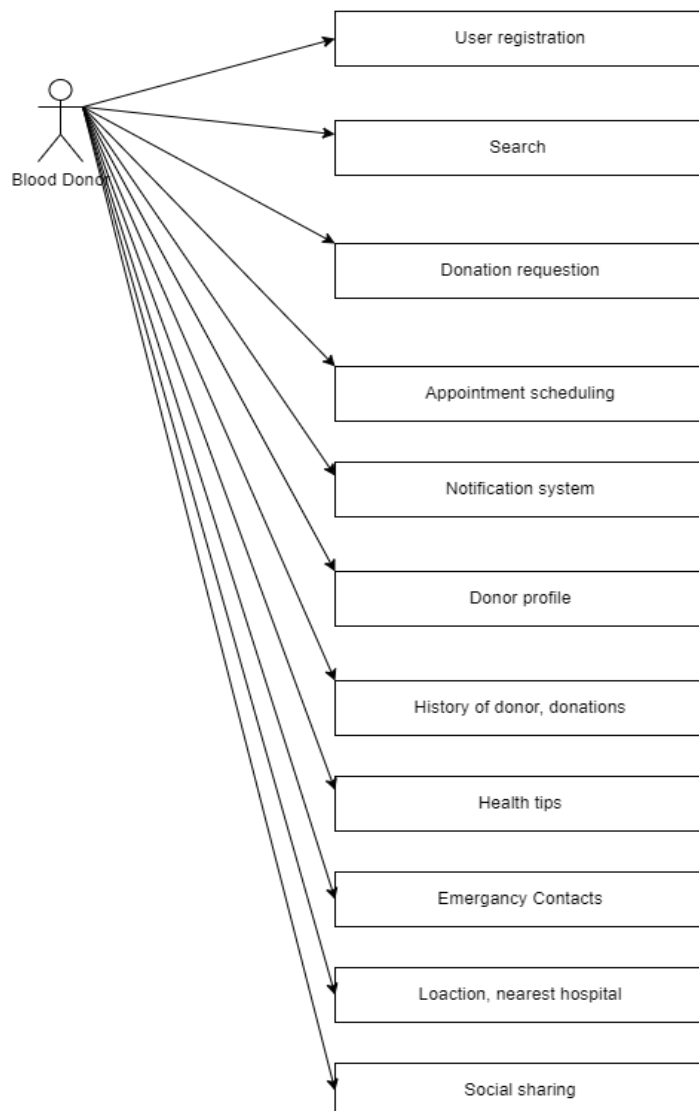 User registration
Search
Blood Donor
Donation requestion
Appointment scheduling
Notification system
Donor profile
History of donor, donations
Health tips
Emergancy Contacts
Loaction, nearest hospital
Social sharing